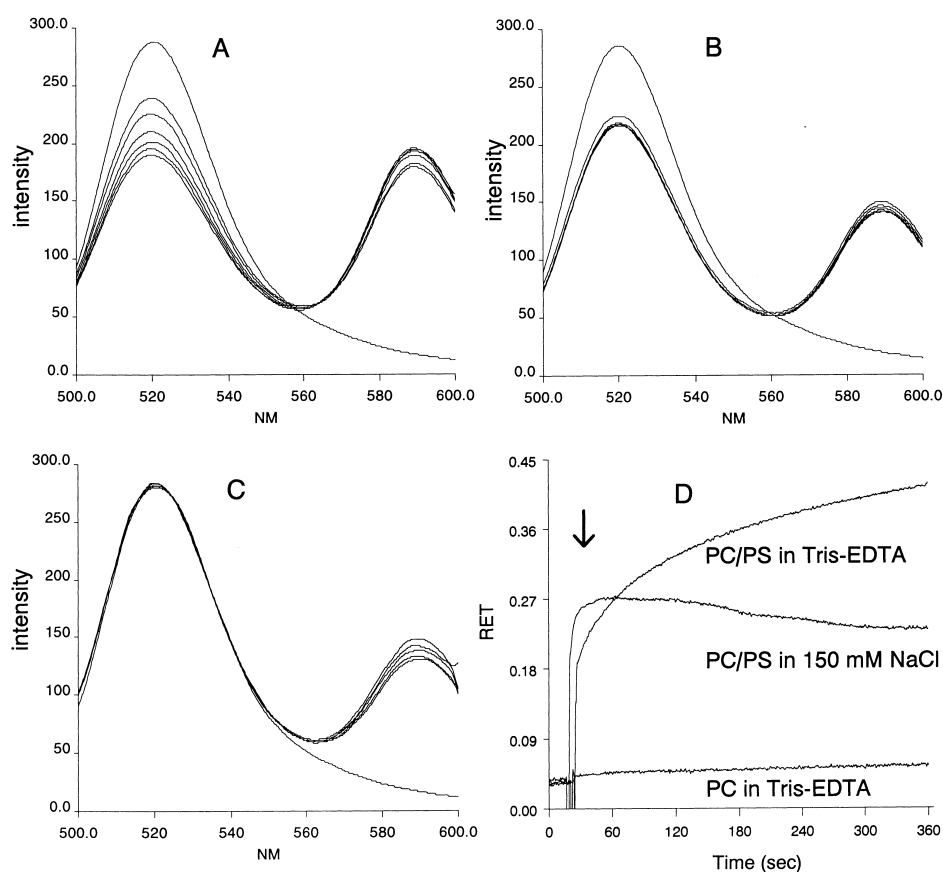 300.0
A
250
200
intensity
150
100
50
0.0
500.0 520 540 560 580 600.0
NM
300.0
B
250
200
intensity
150
100
50
0.0
500.0 520 540 560 580 600.0
NM
300.0
C
250
200
intensity
150
100
50
0.0
500.0 520 540 560 580 600.0
NM
0.45
D
0.36
PC/PS in Tris-EDTA
0.27
RET
PC/PS in 150 mM NaCl
0.18
0.09
PC in Tris-EDTA
0.00
0 60 120 180 240 300 360
Time (sec)